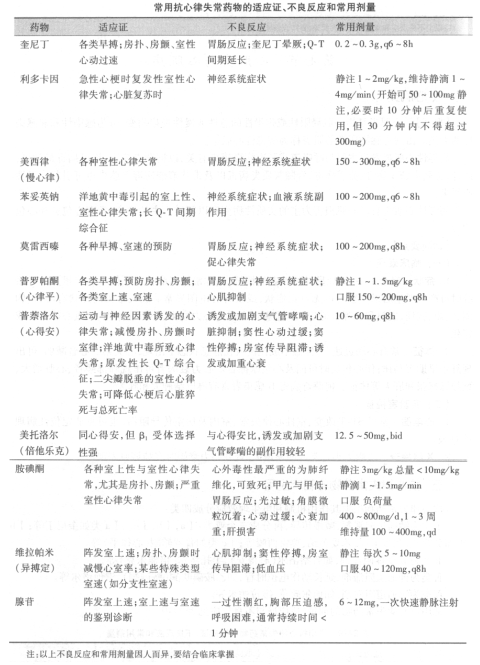 常用抗心律失常药物的适应证、不良反应和常用剂量
药物 适应证 不良反应 常用剂量
奎尼丁 各类早搏;房扑、房颤、室性 胃肠反应;奎尼丁晕厥;Q-T 0.2~0.3g,q6~8h
心动过速 间期延长
利多卡因 急性心梗时复发性室性心 神经系统症状 静注1~2mg/kg,维持静滴1~
律失常;心脏复苏时 4mg/min(开始可50~100mg静
注,必要时10分钟后重复使
用,但30分钟内不得超过
300mg)
美西律 各种室性心律失常 胃肠反应;神经系统症状 150~300mg,q6~8h
(慢心律)
苯妥英钠 洋地黄中毒引起的室上性、 神经系统症状;血液系统副 100~200mg,q6~8h
室性心律失常;长Q-T间期 作用
综合征
莫雷西嗪 各种早搏、室速的预防 胃肠反应;神经系统症状; 100~200mg,q8h
促心律失常
普罗帕酮 各类早搏;预防房扑、房颤; 胃肠反应;神经系统症状; 静注1~1.5mg/kg
(心律平) 各类室上速、室速 心肌抑制 口服150~200mg,q8h
普萘洛尔 运动与神经因素诱发的心 诱发或加剧支气管哮喘;心 10~60mg,q8h
(心得安) 律失常;减慢房扑、房颤时 脏抑制;窦性心动过缓;窦
室律;洋地黄中毒所致心律 性停搏;房室传导阻滞;诱
失常;原发性长Q-T综合 发或加重心衰
征;二尖瓣脱垂的室性心律
失常;可降低心梗后心脏猝
死与总死亡率
美托洛尔 同心得安,但β₁受体选择 与心得安比,诱发或加剧支 12.5~50mg,bid
(倍他乐克) 性强 气管哮喘的副作用较轻
胺碘酮 各种室上性与室性心律失 心外毒性最严重的为肺纤 静注3mg/kg总量<10mg/kg
常,尤其是房扑、房颤;严重 维化,可致死;甲亢与甲低; 静滴1~1.5mg/min
室性心律失常 胃肠反应;光过敏;角膜微 口服 负荷量
粒沉着;心动过缓;心衰加 400~800mg/d,1~3周
重;肝损害 维持量100~400mg,qd
维拉帕米 阵发室上速;房扑、房颤时 心肌抑制;窦性停搏,房室 静注 每次5~10mg
(异搏定) 减慢心室率;某些特殊类型 传导阻滞;低血压 口服40~120mg,q8h
室速(如分支性室速)
腺苷 阵发室上速;室上速与室速 一过性潮红,胸部压迫感, 6~12mg,一次快速静脉注射
的鉴别诊断 呼吸困难,通常持续时间<
1分钟
注:以上不良反应和常用剂量因人而异,要结合临床掌握